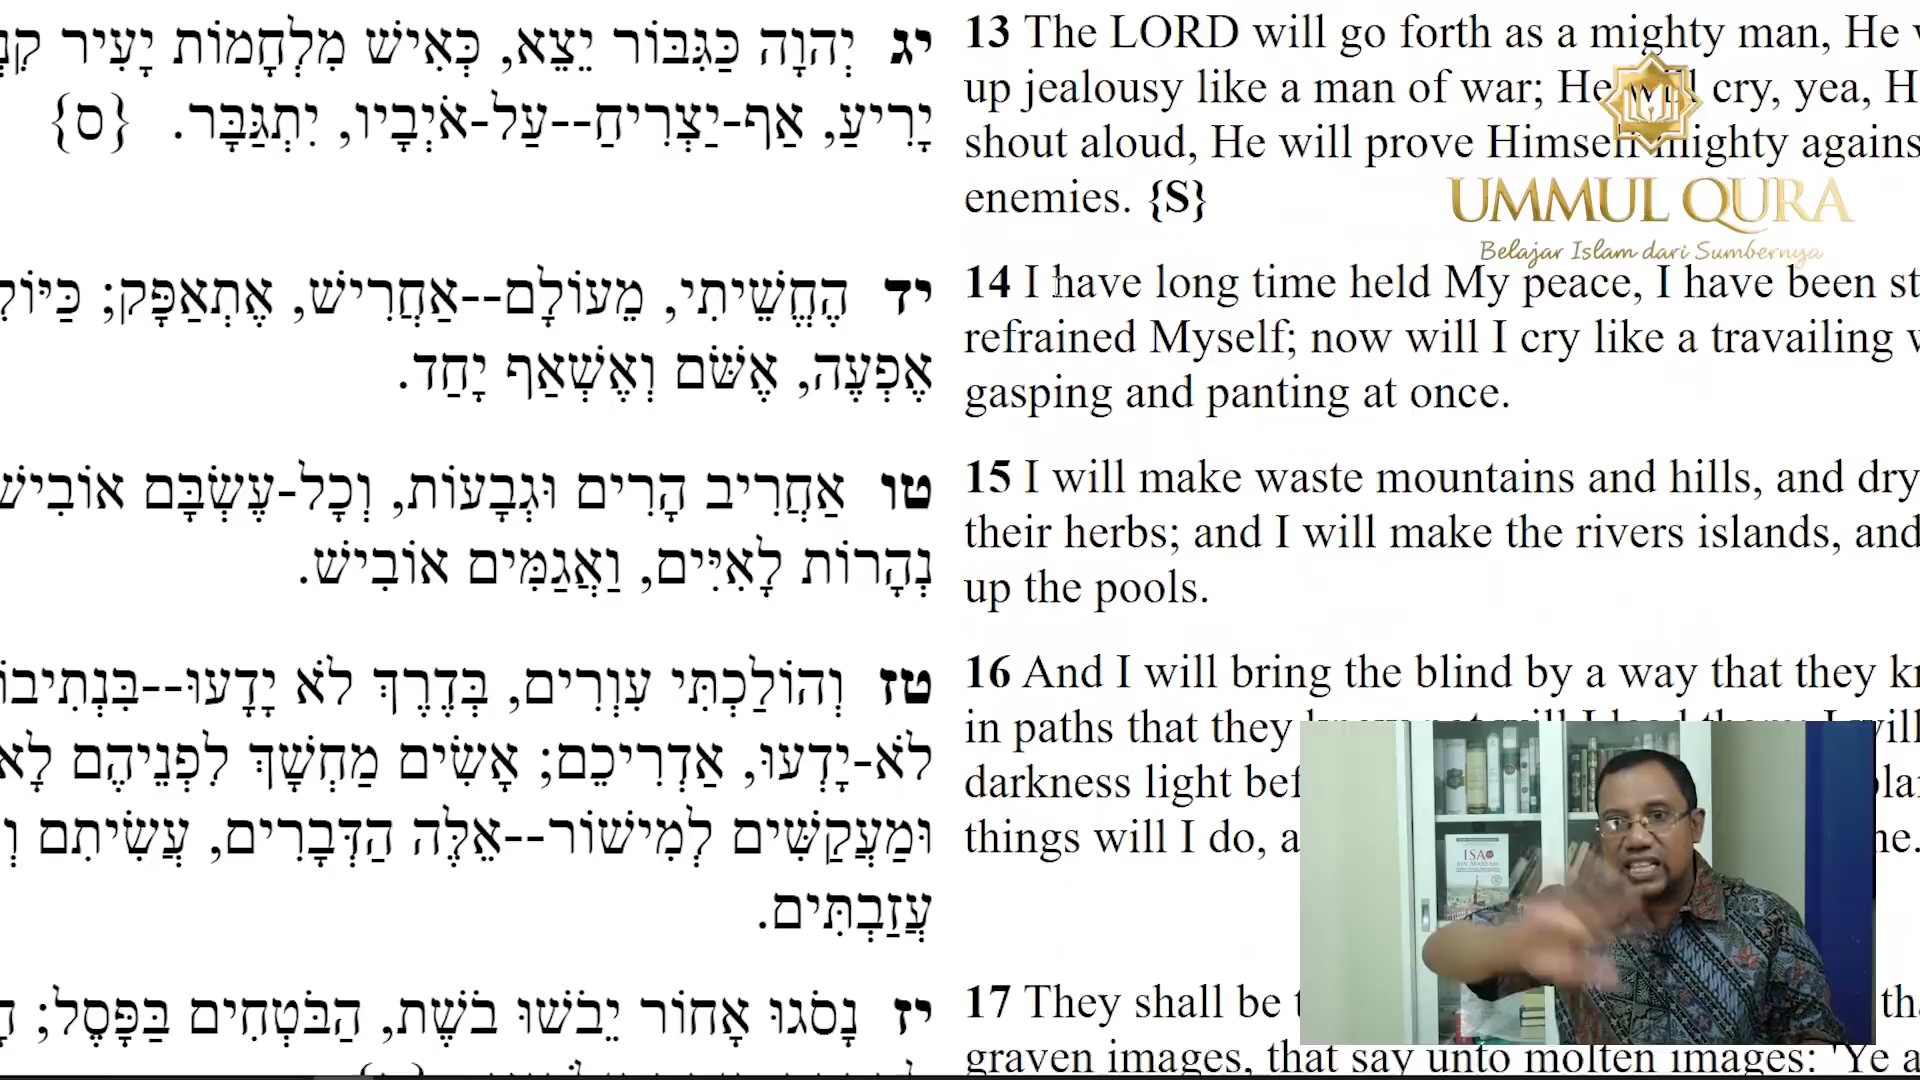 יג יְהוָה כַּגִּבּוֹר יֵצֵא, כְּאִישׁ מִלְחָמוֹת יָעִיר
יָרִיעַ, אַף-יַצְרִיחַ--עַל-אֹיְבָיו, יִתְגַּבָּר. {ס}
יד הֶחֱשֵׁיתִי, מֵעוֹלָם--אַחֲרִישׁ, אֶתְאַפָּק;
אֶפְעֶה, אֶשֹּׁם וְאֶשְׁאַף יָחַד.
טו אַחֲרִיב הָרִים וּגְבָעוֹת, וְכָל-עֶשְׂבָּם אוֹבִישׁ
נְהָרוֹת לָאִיִּים, וַאֲגַמִּים אוֹבִישׁ.
טז וְהוֹלַכְתִּי עִוְרִים, בְּדֶרֶךְ לֹא יָדָעוּ--
לֹא-יָדְעוּ, אַדְרִיכֵם; אָשִׂים מַחְשָׁךְ לִפְנֵיהֶם
וּמַעֲקַשִּׁים לְמִישׁוֹר--אֵלֶּה הַדְּבָרִים, עֲשִׂיתִם
עֲזַבְתִּים.
יז נָסֹגוּ אָחוֹר יֵבֹשׁוּ בֹשֶׁת, הַבֹּטְחִים בַּפָּסֶל;
13 The LORD will go forth as a mighty man, He
up jealousy like a man of war; He will cry, yea, H
shout aloud, He will prove Himself mighty agains
enemies. {S}
14 I have long time held My peace, I have been st
refrained Myself; now will I cry like a travailing
gasping and panting at once.
15 I will make waste mountains and hills, and dry
their herbs; and I will make the rivers islands, and
up the pools.
16 And I will bring the blind by a way that they
in paths that they
darkness light
things will I do,
17 They shall be
graven images, that say unto molten images: 'Ye
UMMUL QURA
Belajar Islam dari Sumbernya
ISA
BIN MARYAM